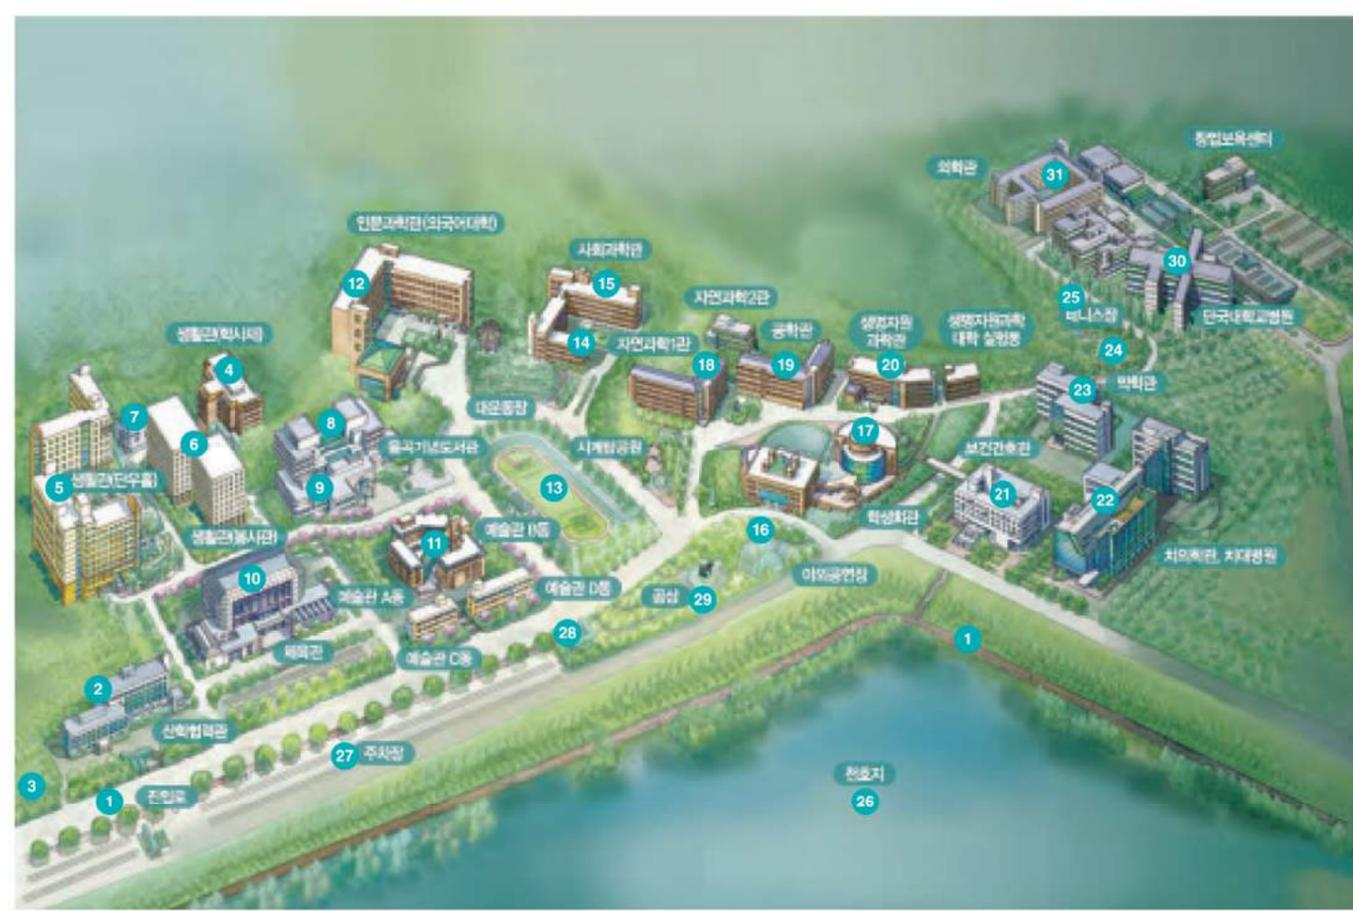 창업보육센터
의학관
31
인문과학관(외국어대학)
사회과학관
30
12
15
25
자연과학2관
테니스장
단국대학교병원
생활관(학사재)
14
자연과학1관
공학관
생명자원
과학관
생명자원과학
대학 실험동
24
4
18
19
20
23
약학관
7
8
대운동장
6
율곡기념도서관
시계탑공원
17
보건간호관
5
생활관(단우홀)
9
13
21
22
16
학생회관
생활관(봉사관)
11
예술관 B동
치의학관, 치대병원
10
야외공연장
예술관 A동
예술관 D동
곰상
29
28
1
체육관
예술관 C동
2
산학협력관
27
주차장
3
천호지
1
진입로
26